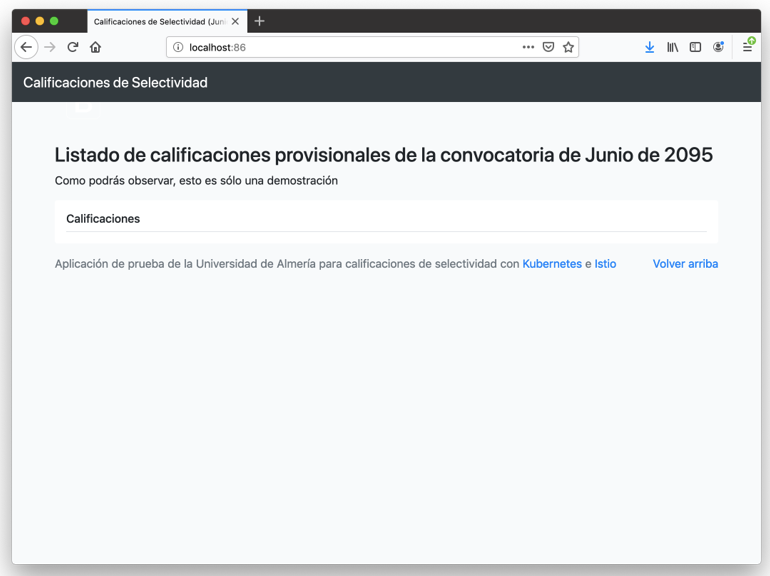 Calificaciones de Selectividad (Juni
localhost:86
Calificaciones de Selectividad
Listado de calificaciones provisionales de la convocatoria de Junio de 2095
Como podrás observar, esto es sólo una demostración
Calificaciones
Aplicación de prueba de la Universidad de Almería para calificaciones de selectividad con Kubernetes e Istio Volver arriba